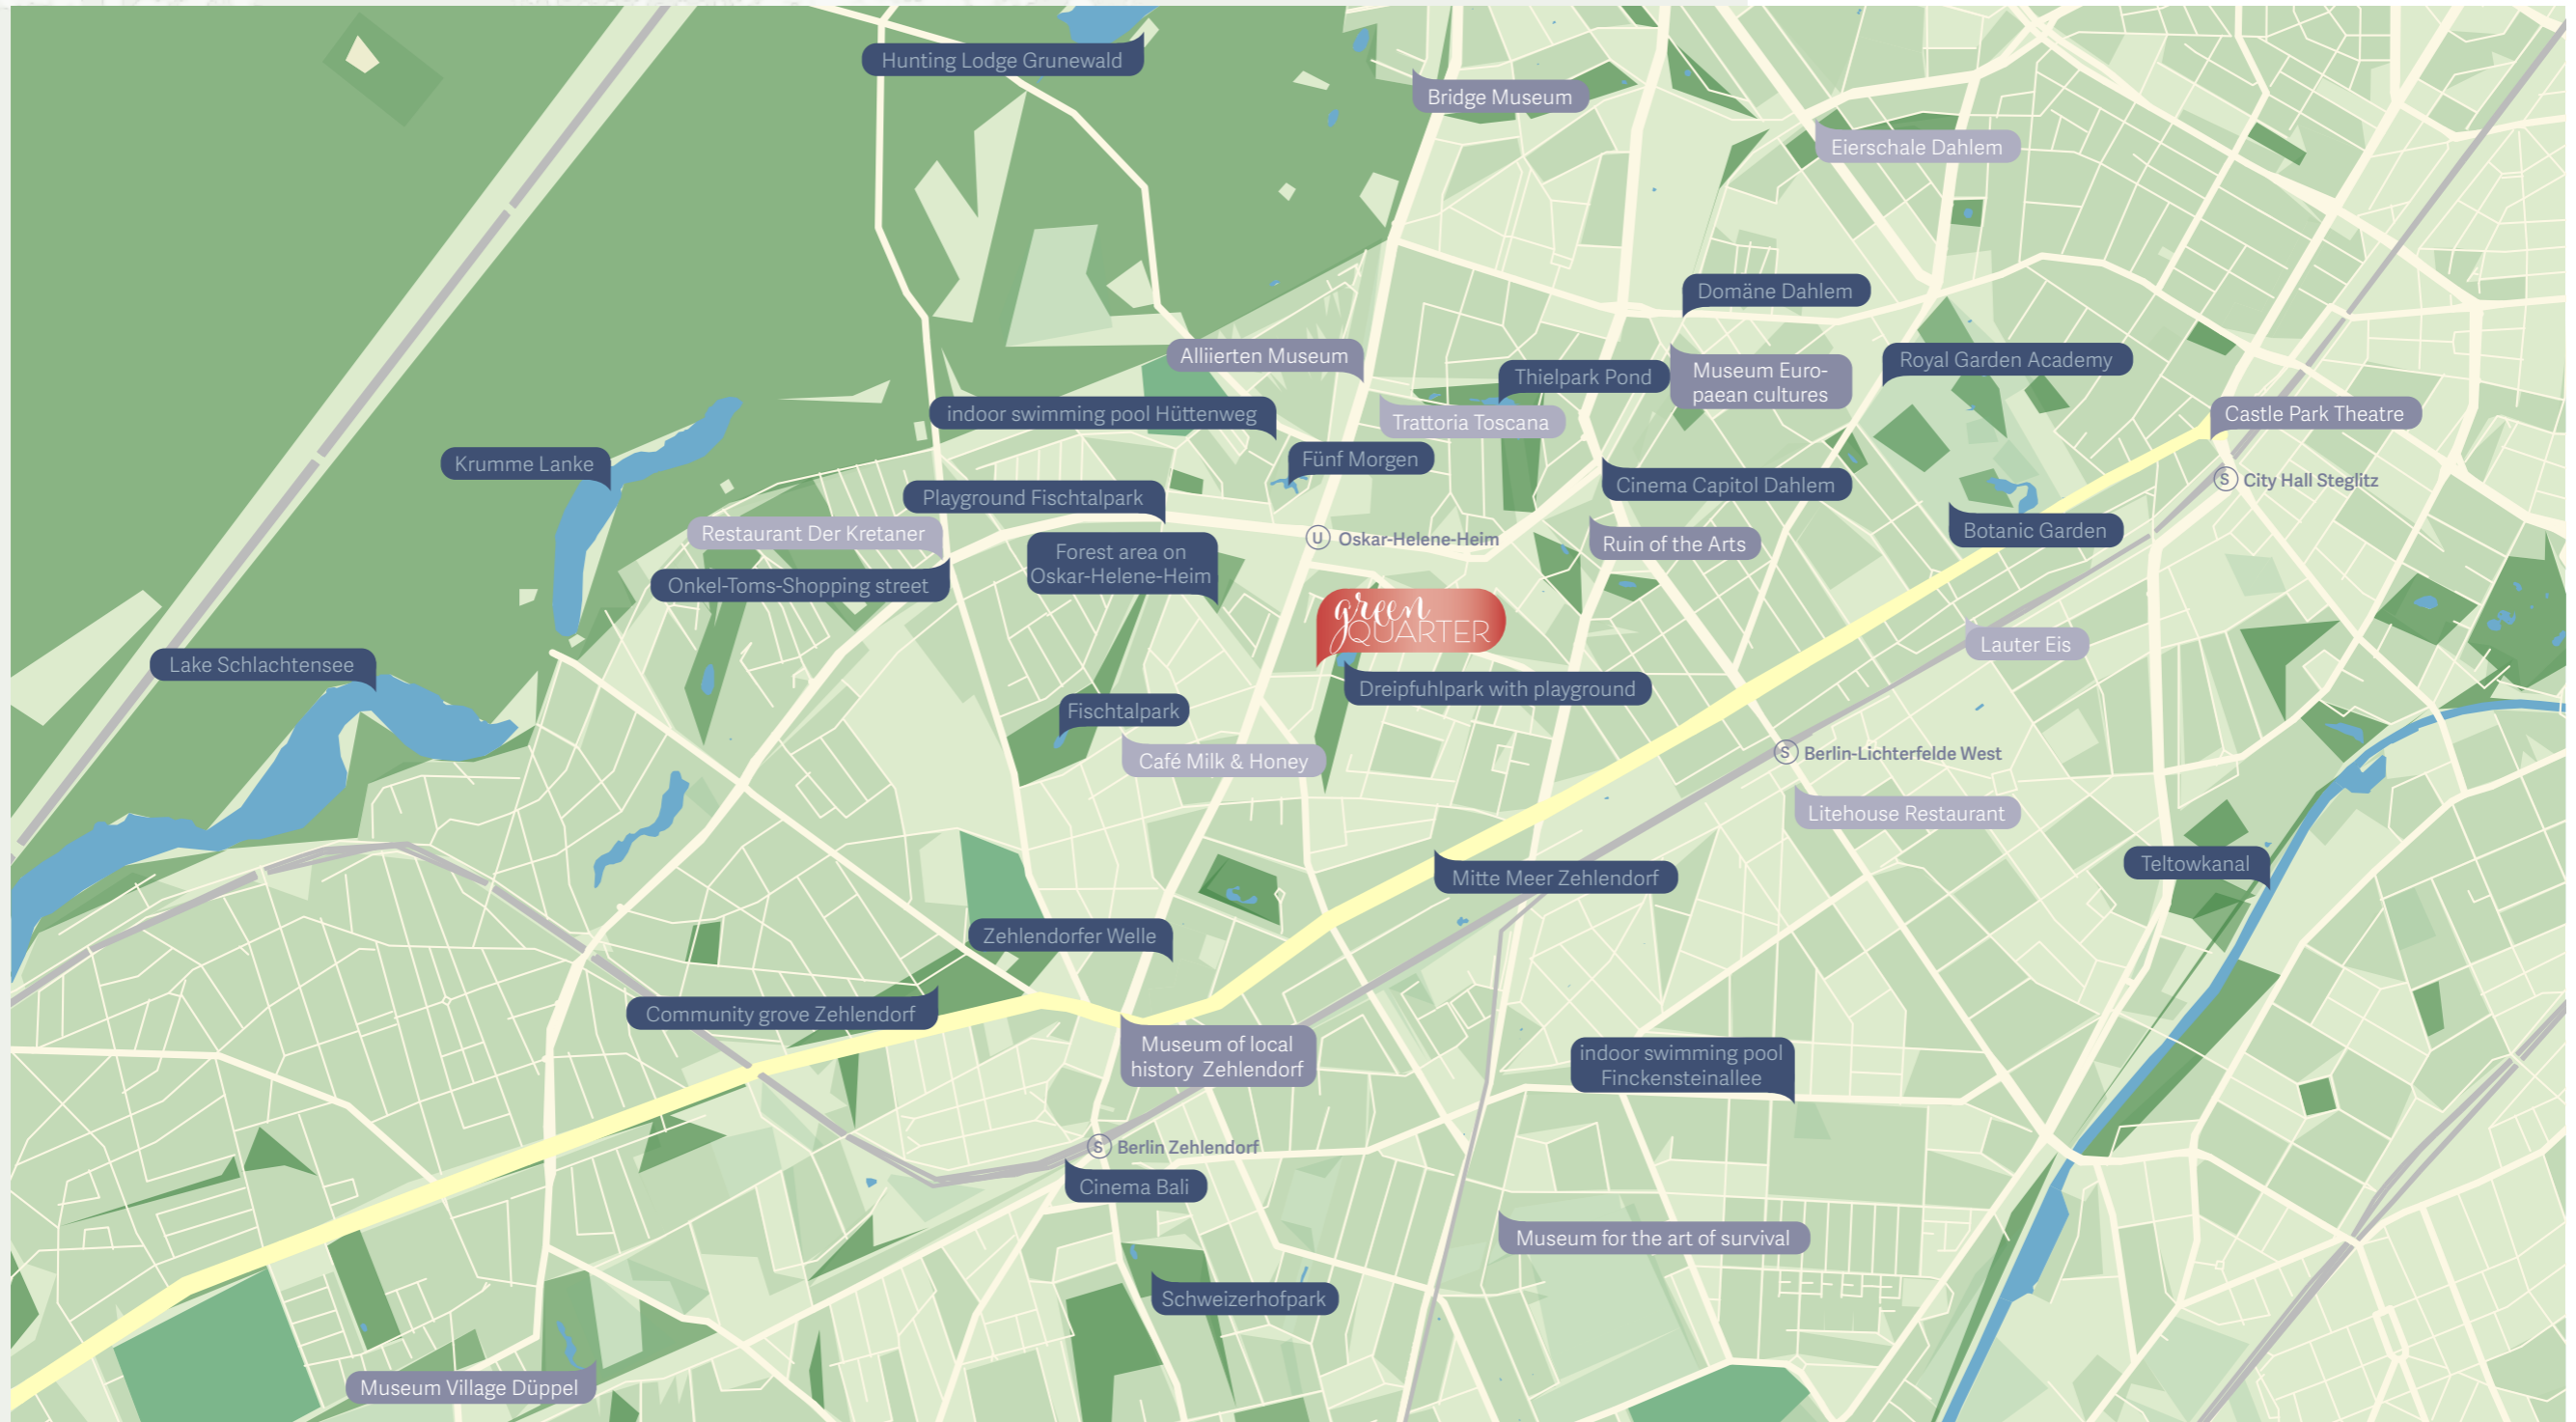 Hunting Lodge Grunewald
Bridge Museum
Eierschale Dahlem
Domäne Dahlem
Alliierten Museum
Thielpark Pond
Museum Euro-
paean cultures
Royal Garden Academy
indoor swimming pool Hüttenweg
Trattoria Toscana
Castle Park Theatre
Krumme Lanke
Fünf Morgen
Cinema Capitol Dahlem
S City Hall Steglitz
Playground Fischtalpark
Restaurant Der Kretaner
U Oskar-Helene-Heim
Ruin of the Arts
Botanic Garden
Forest area on
Oskar-Helene-Heim
Onkel-Toms-Shopping street
green
QUARTER
Lauter Eis
Lake Schlachtensee
Dreipfuhlpark with playground
Fischtalpark
Café Milk & Honey
S Berlin-Lichterfelde West
Litehouse Restaurant
Mitte Meer Zehlendorf
Teltowkanal
Zehlendorfer Welle
Community grove Zehlendorf
Museum of local
history Zehlendorf
indoor swimming pool
Finckensteinallee
S Berlin Zehlendorf
Cinema Bali
Museum for the art of survival
Schweizerhofpark
Museum Village Düppel